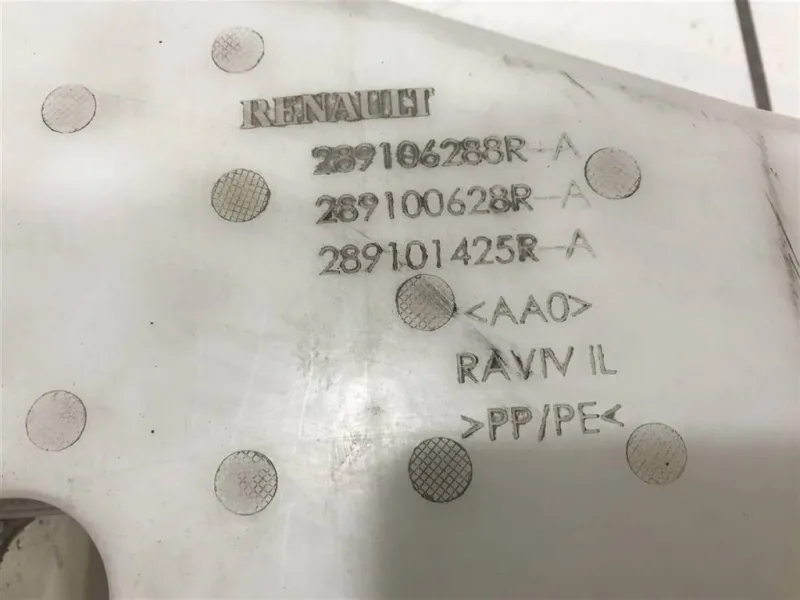 RENAULT
289106288R-A
289100628R-A
289101425R-A
<AA0>
RAVIV IL
>PP/PE<